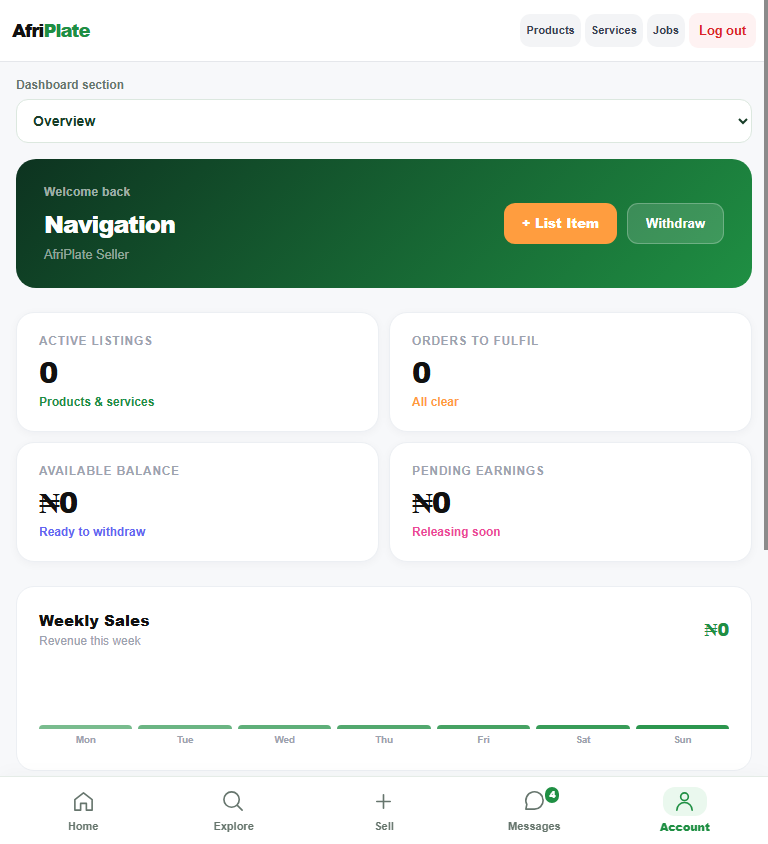 AfriPlate
Products Services Jobs Log out
Dashboard section
Overview
Welcome back
Navigation
AfriPlate Seller
+ List Item Withdraw
ACTIVE LISTINGS
0
Products & services
ORDERS TO FULFIL
0
All clear
AVAILABLE BALANCE
₦0
Ready to withdraw
PENDING EARNINGS
₦0
Releasing soon
Weekly Sales
Revenue this week
₦0
Mon Tue Wed Thu Fri Sat Sun
4
Home Explore Sell Messages Account